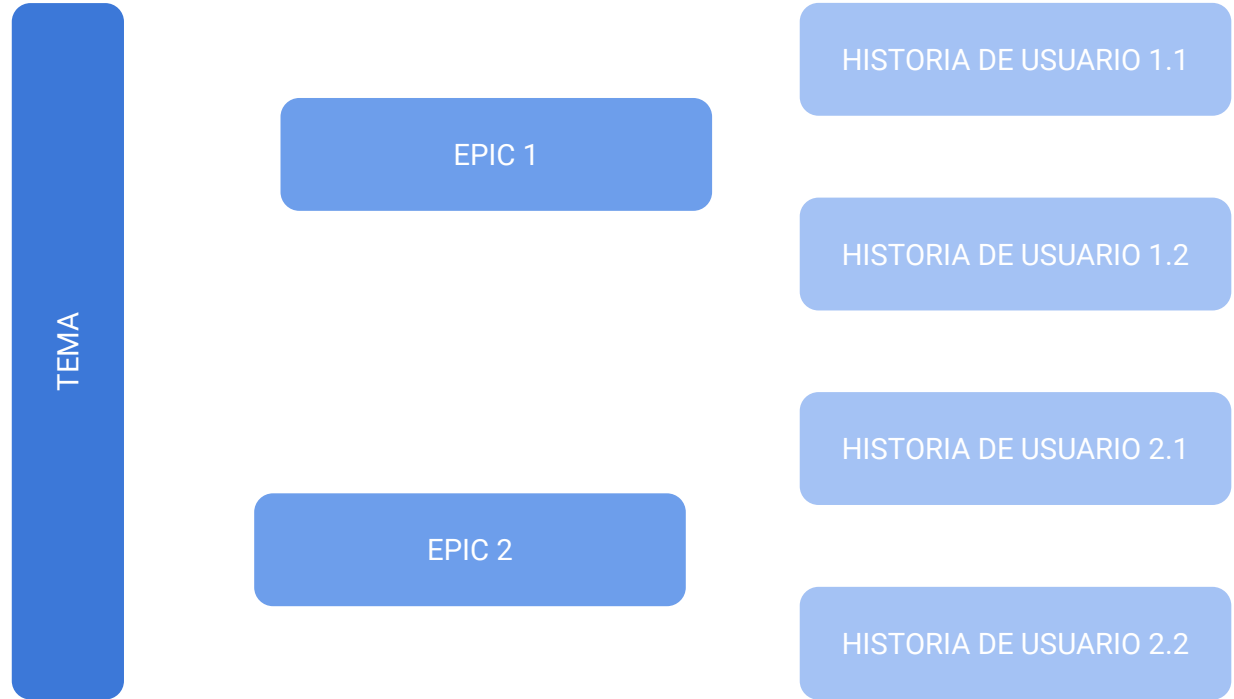 TEMA
EPIC 1
HISTORIA DE USUARIO 1.1
HISTORIA DE USUARIO 1.2
EPIC 2
HISTORIA DE USUARIO 2.1
HISTORIA DE USUARIO 2.2